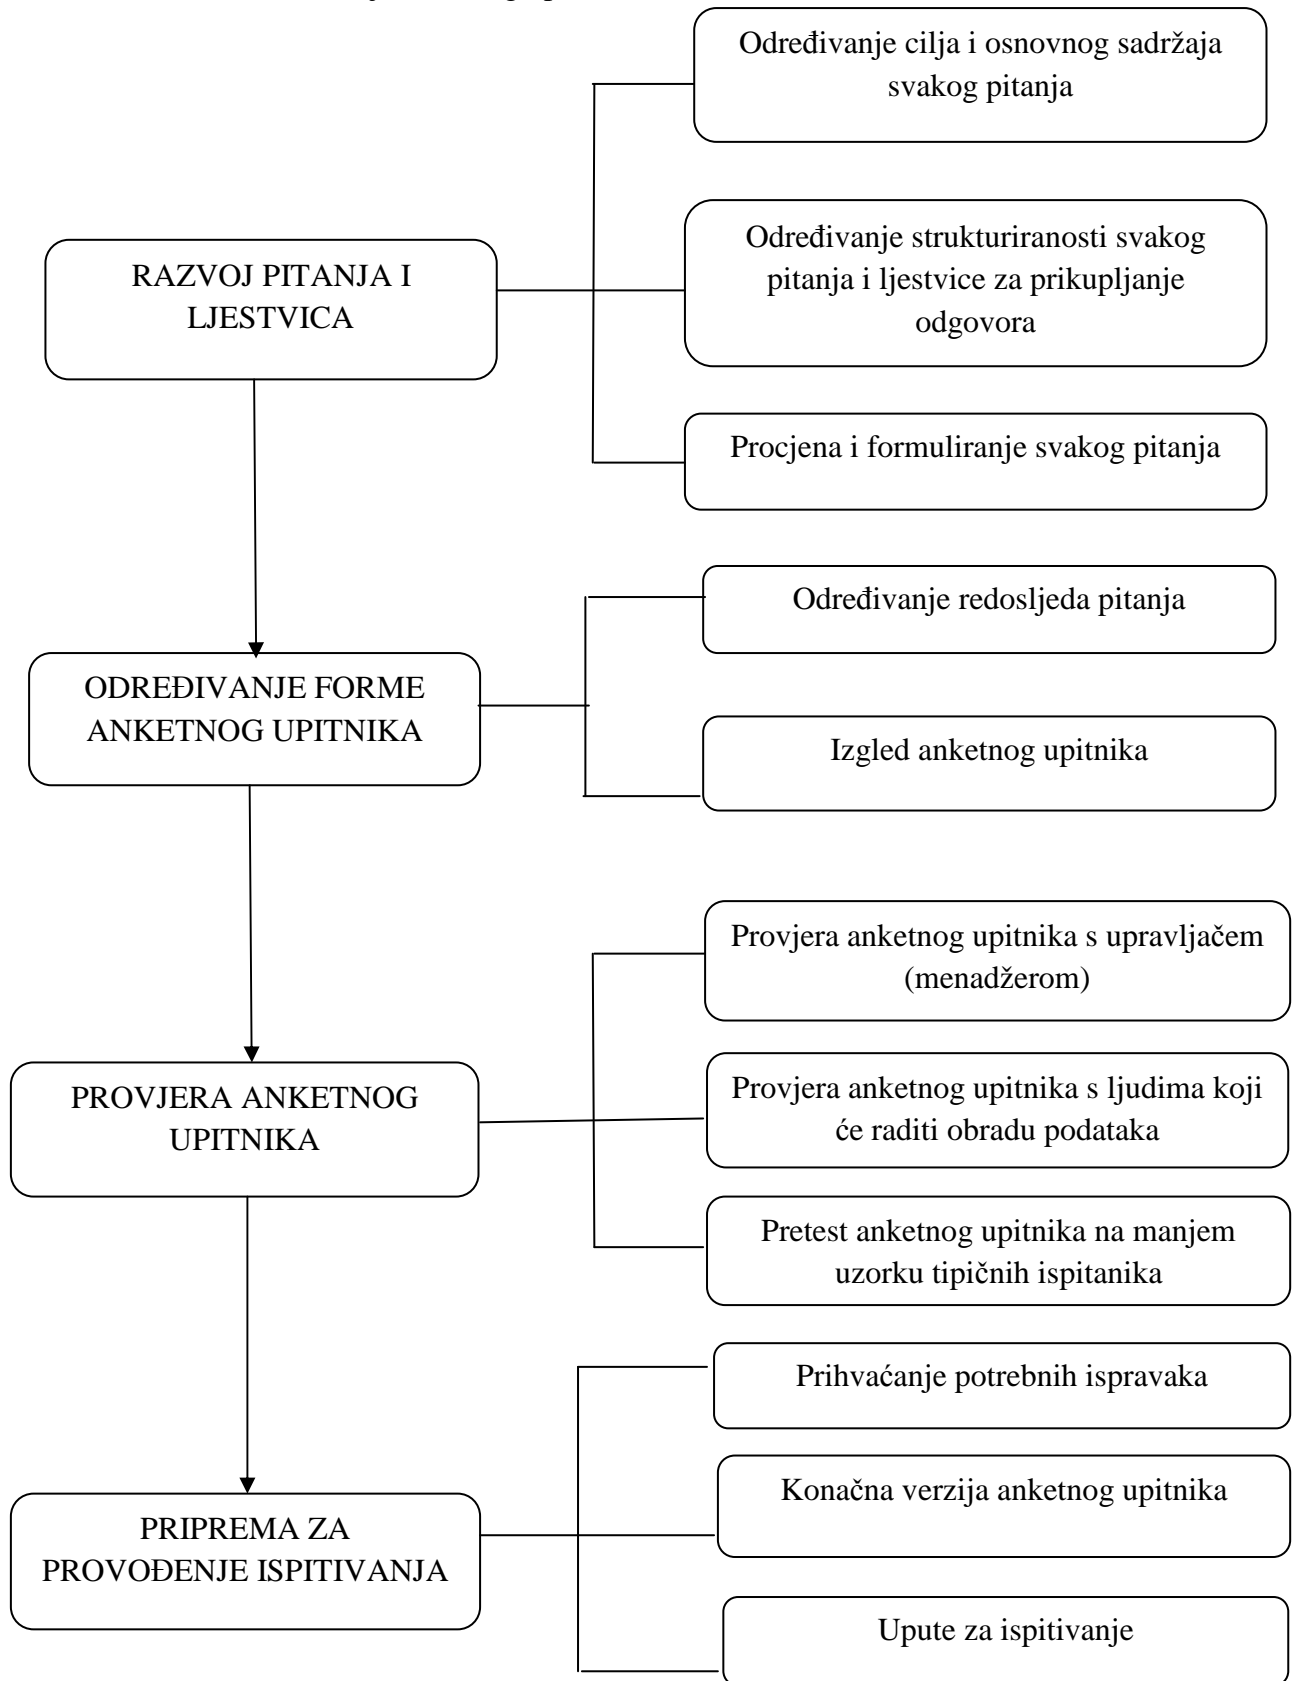 Određivanje cilja i osnovnog sadržaja
svakog pitanja
RAZVOJ PITANJA I
LJESTVICA
Određivanje strukturiranosti svakog
pitanja i ljestvice za prikupljanje
odgovora
Procjena i formuliranje svakog pitanja
ODREĐIVANJE FORME
ANKETNOG UPITNIKA
Određivanje redosljeda pitanja
Izgled anketnog upitnika
PROVJERA ANKETNOG
UPITNIKA
Provjera anketnog upitnika s upravljačem
(menadžerom)
Provjera anketnog upitnika s ljudima koji
će raditi obradu podataka
Pretest anketnog upitnika na manjem
uzorku tipičnih ispitanika
PRIPREMA ZA
PROVOĐENJE ISPITIVANJA
Prihvaćanje potrebnih ispravaka
Konačna verzija anketnog upitnika
Upute za ispitivanje